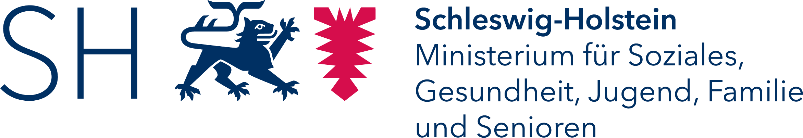 SH
Schleswig-Holstein
Ministerium für Soziales,
Gesundheit, Jugend, Familie
und Senioren